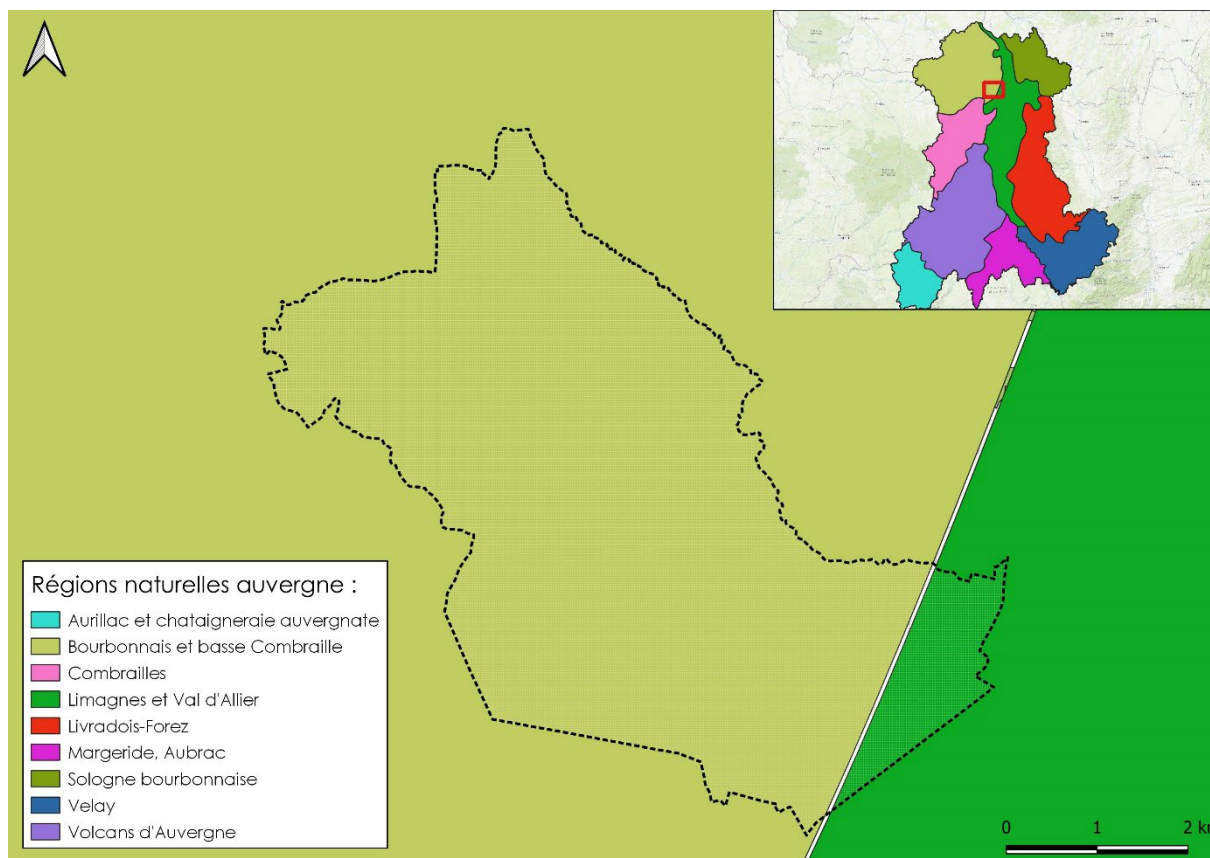 Régions naturelles auvergne :
Aurillac et chataigneraie auvergnate
Bourbonnais et basse Combraille
Combrailles
Limagnes et Val d'Allier
Livradois-Forez
Margeride, Aubrac
Sologne bourbonnaise
Velay
Volcans d'Auvergne
0 1 2 km